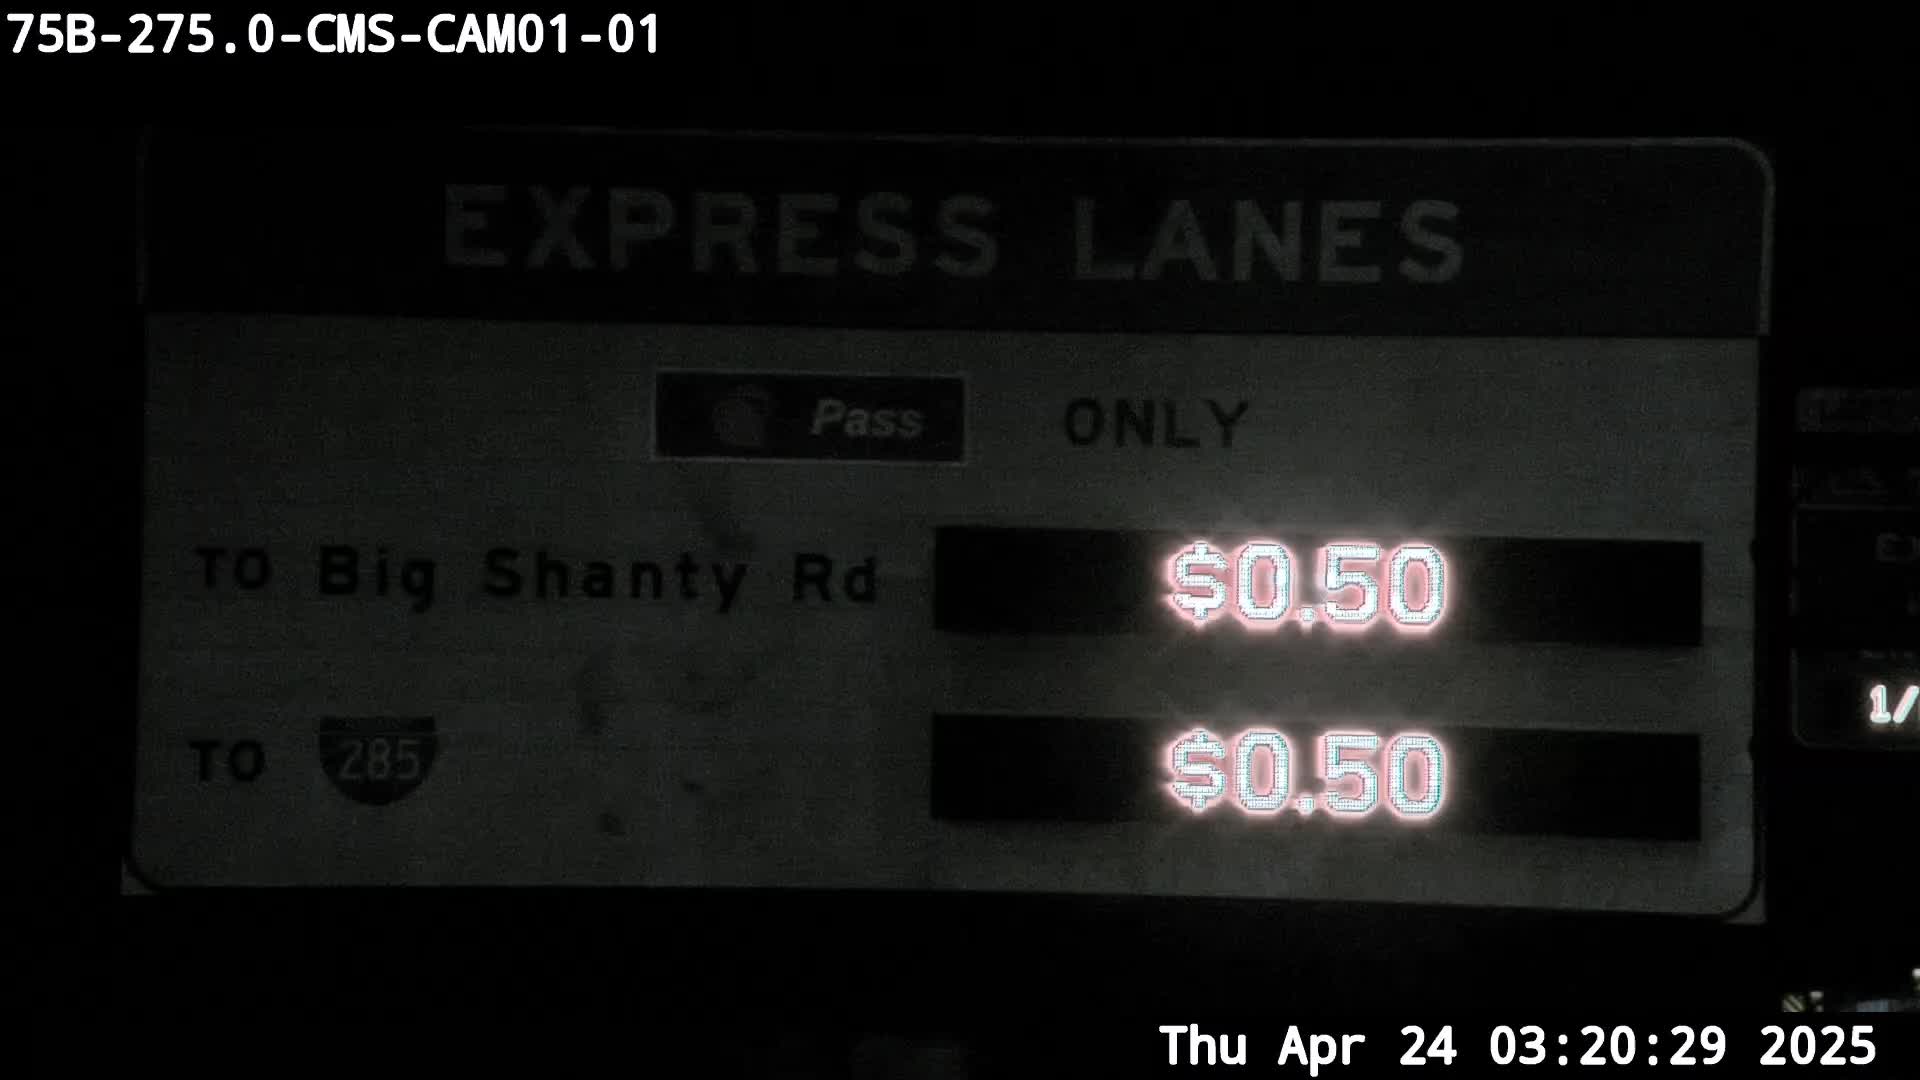 75B-275.0-CMS-CAM01-01
EXPRESS LANES
Pass ONLY
TO Big Shanty Rd $0.50
TO 285 $0.50
1/
Thu Apr 24 03:20:29 2025